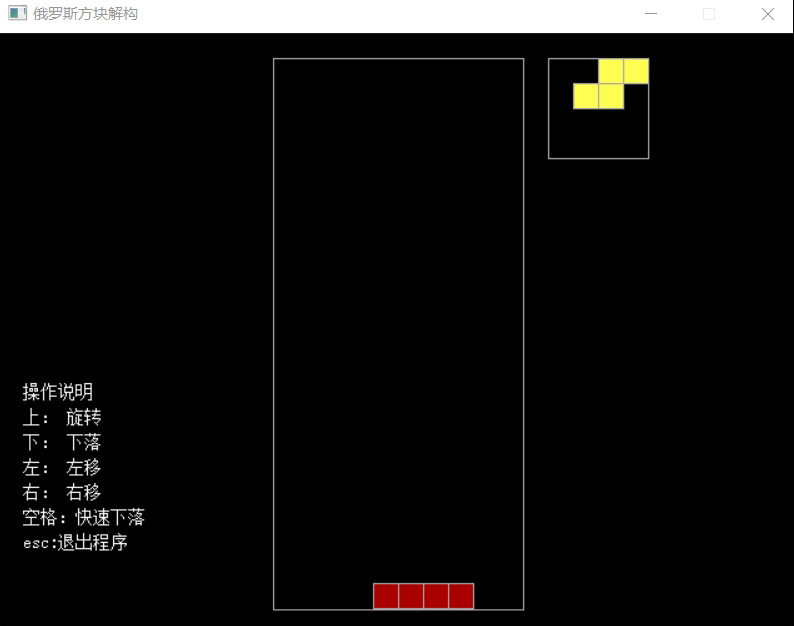 俄罗斯方块解构
操作说明
上： 旋转
下： 下落
左： 左移
右： 右移
空格：快速下落
esc:退出程序